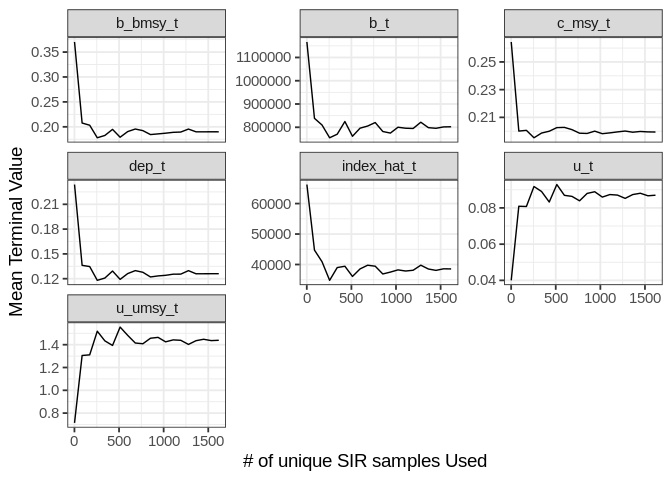 b_bmsy_t
b_t
c_msy_t
0.35
0.30
0.25
0.20
1100000
1000000
900000
800000
0.25
0.23
0.21
dep_t
index_hat_t
u_t
0.21
0.18
0.15
0.12
60000
50000
40000
0.08
0.06
0.04
0 500 1000 1500
0 500 1000 1500
u_umsy_t
1.4
1.2
1.0
0.8
0 500 1000 1500
Mean Terminal Value
# of unique SIR samples Used